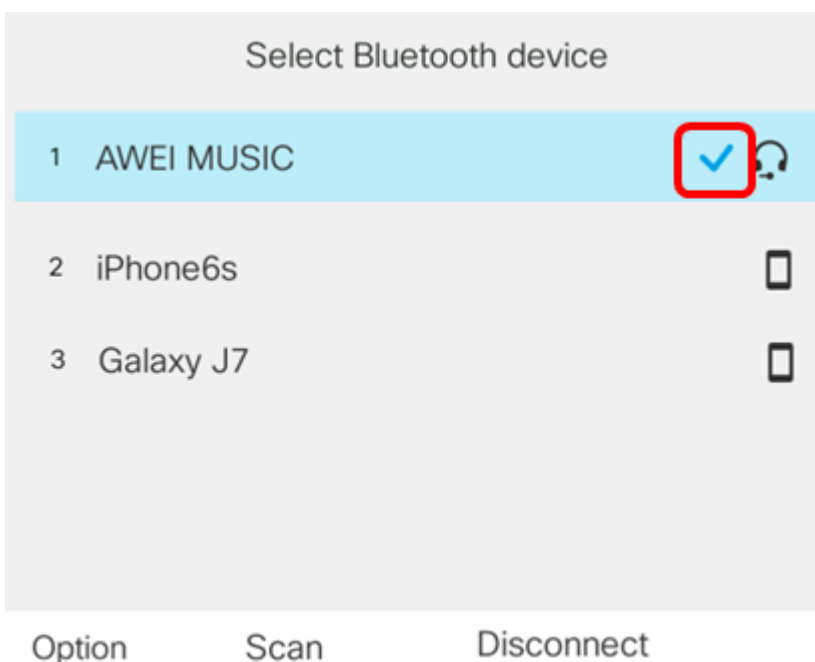 Select Bluetooth device
1 AWEI MUSIC
2 iPhone6s
3 Galaxy J7
Option Scan Disconnect